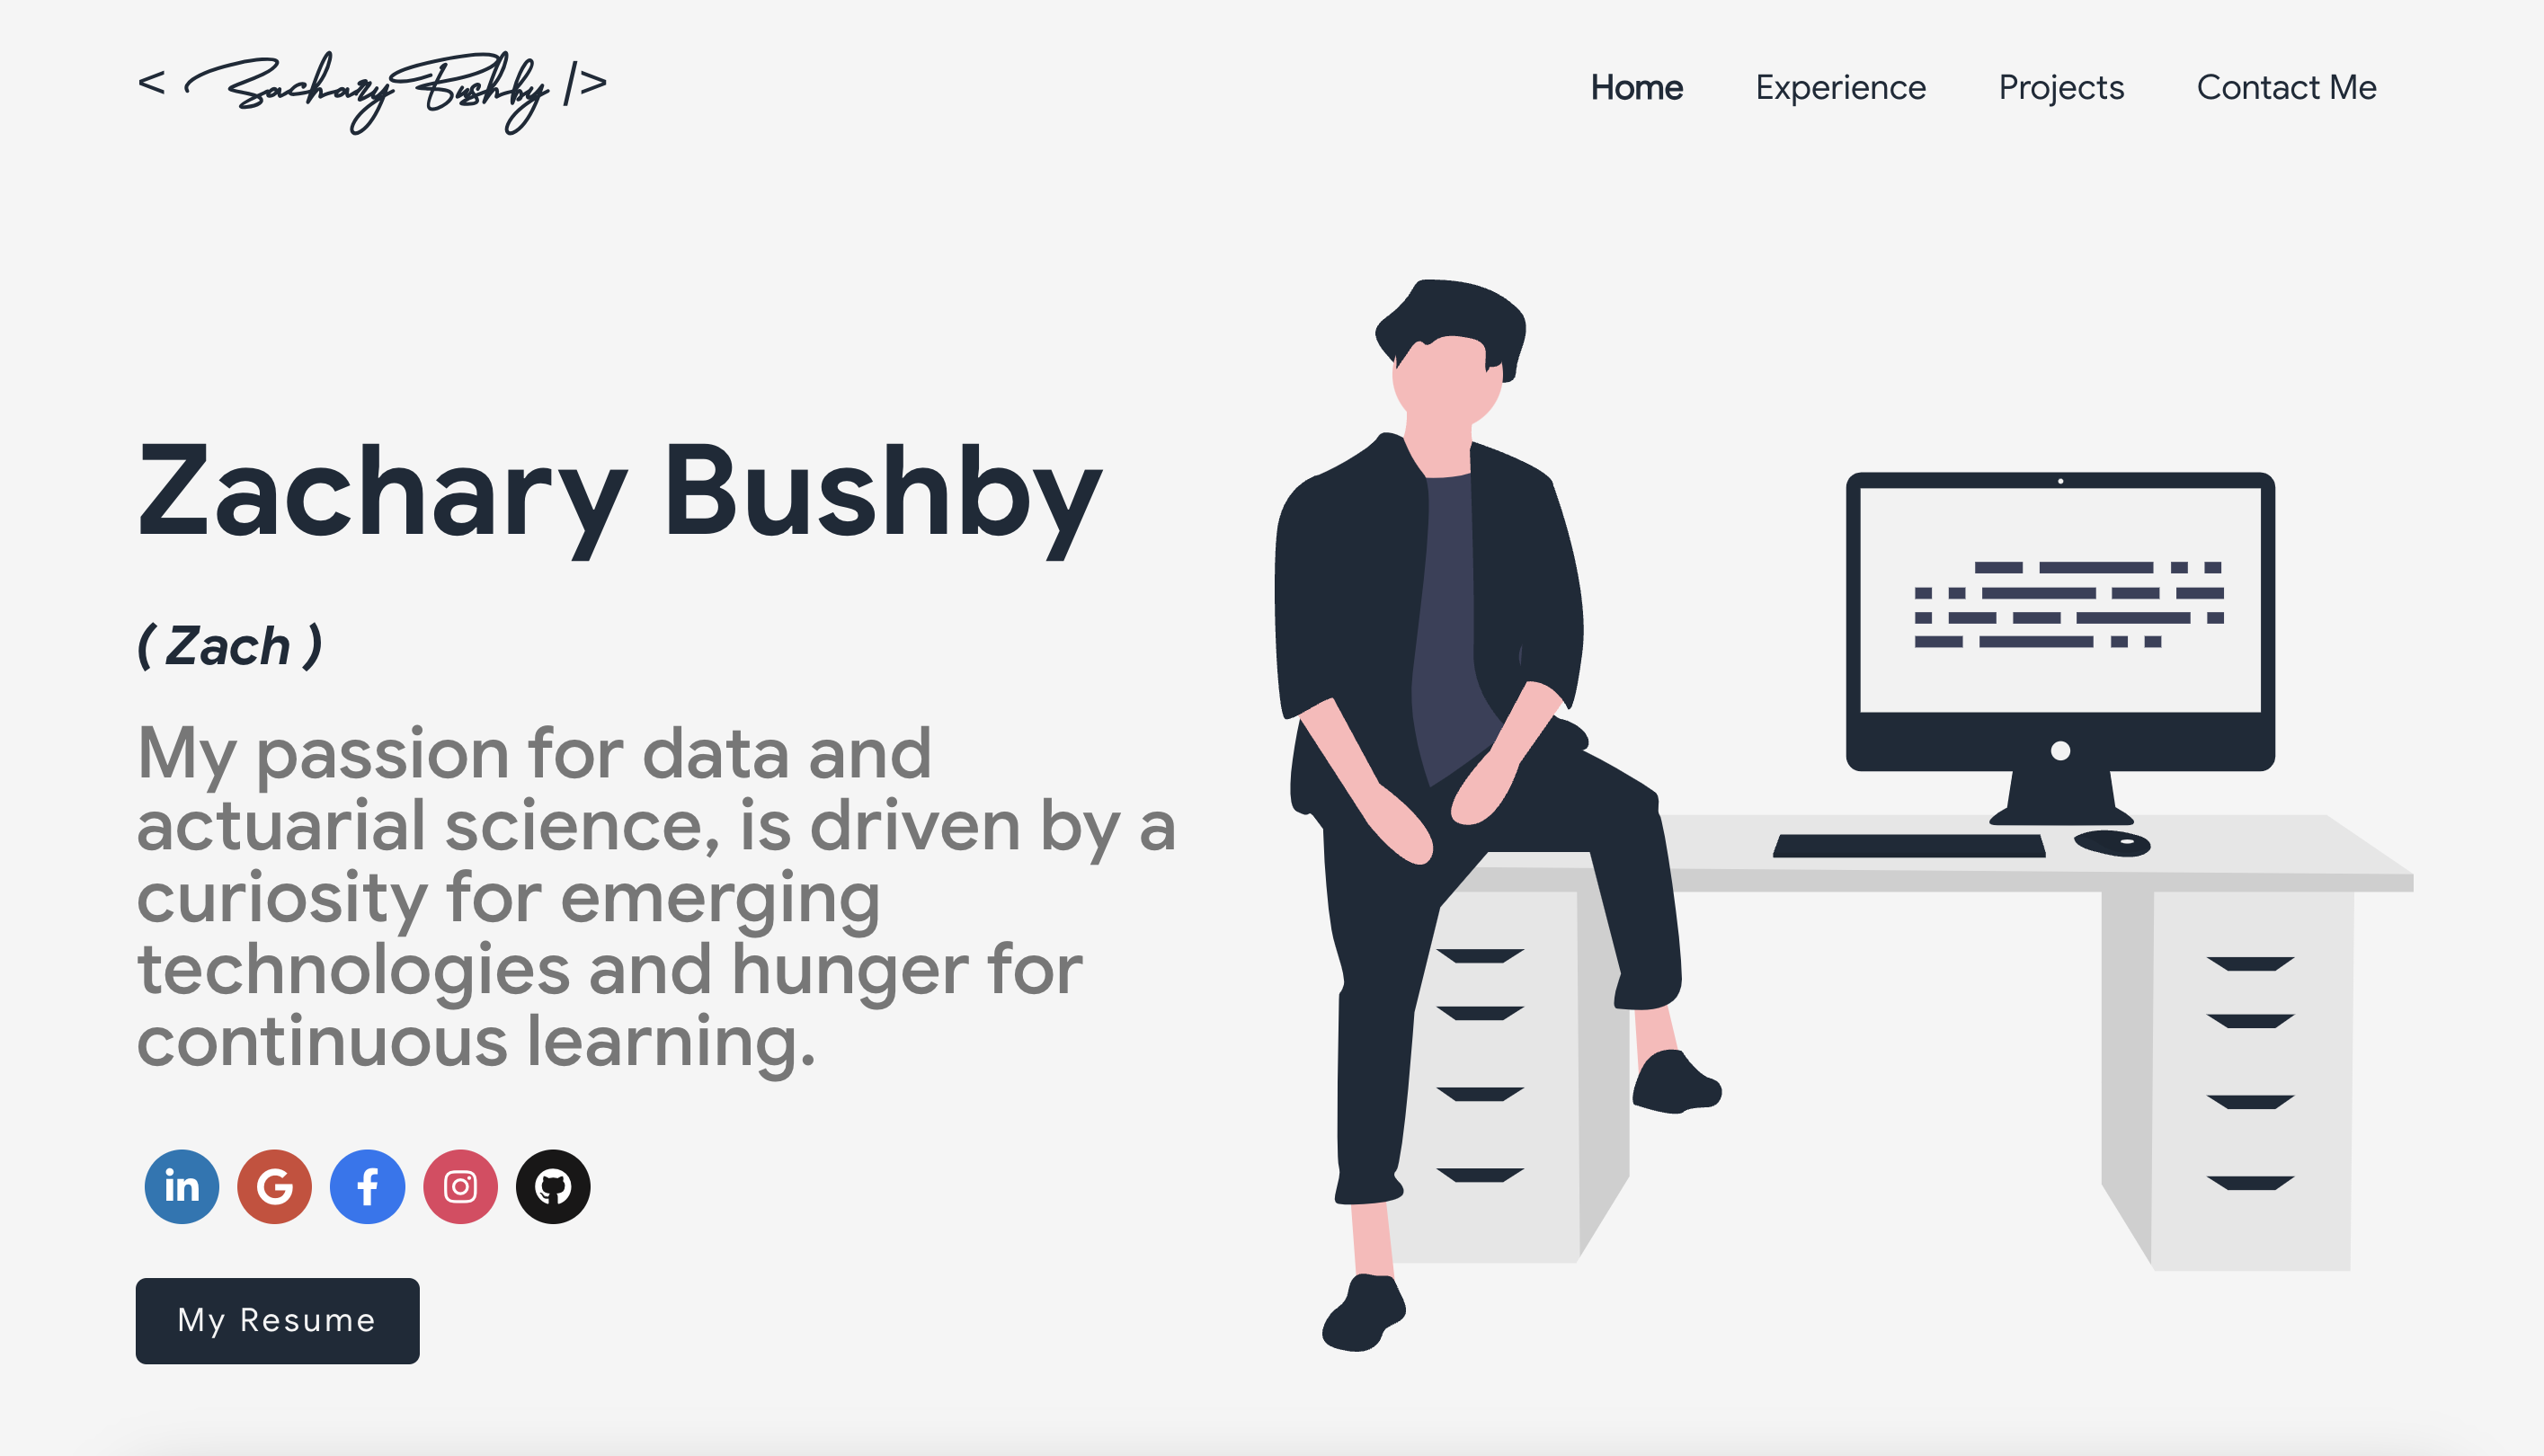 < Zachary Bushby />
Home Experience Projects Contact Me
Zachary Bushby
( Zach )
My passion for data and
actuarial science, is driven by a
curiosity for emerging
technologies and hunger for
continuous learning.
in G f
My Resume